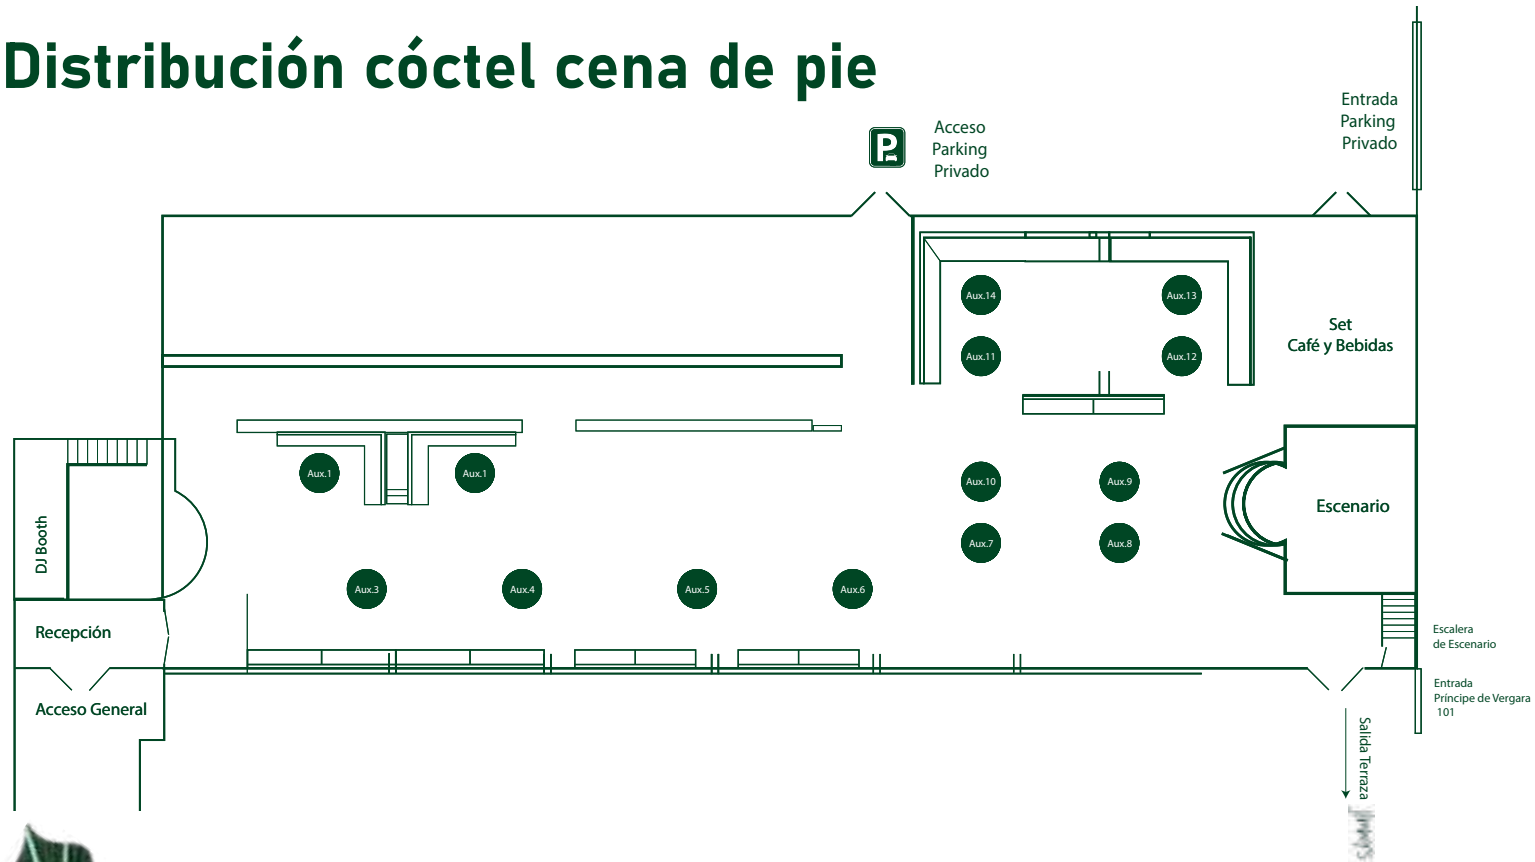 Distribución cóctel cena de pie
Entrada
Parking
Privado
P
Acceso
Parking
Privado
Aux.14
Aux.13
Set
Café y Bebidas
Aux.11
Aux.12
Aux.1
Aux.1
Aux.10
Aux.9
Escenario
DJ Booth
Aux.7
Aux.8
Aux.3
Aux.4
Aux.5
Aux.6
Recepción
Escalera
de Escenario
Acceso General
Entrada
Príncipe de Vergara
101
Salida Terraza